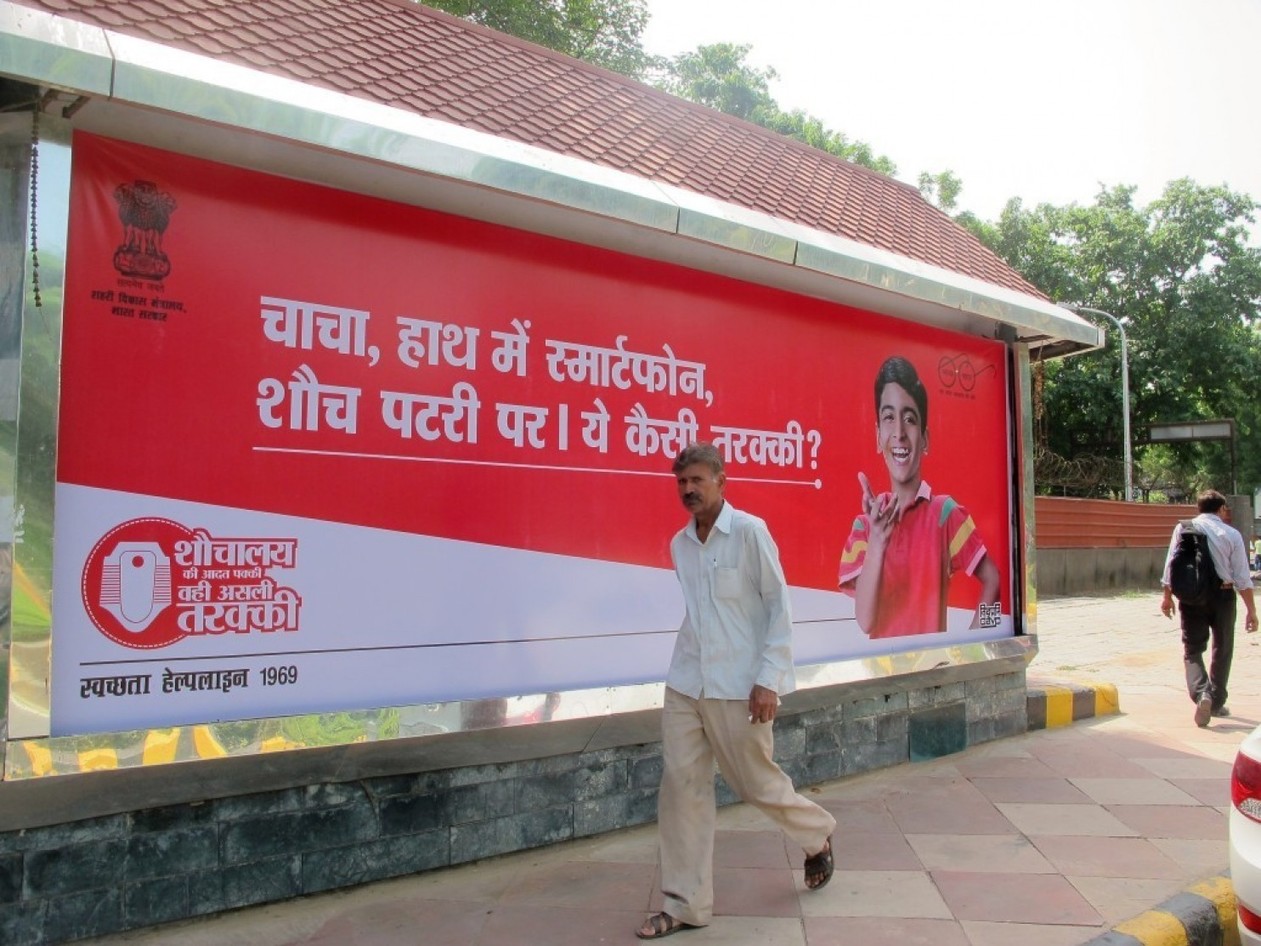 सत्यमेव जयते
शहरी विकास मंत्रालय,
भारत सरकार
चाचा, हाथ में स्मार्टफोन,
शौच पटरी पर। ये कैसी तरक्की?
शौचालय
की आदत पक्की
वही असली
तरक्की
स्वच्छता हेल्पलाइन 1969